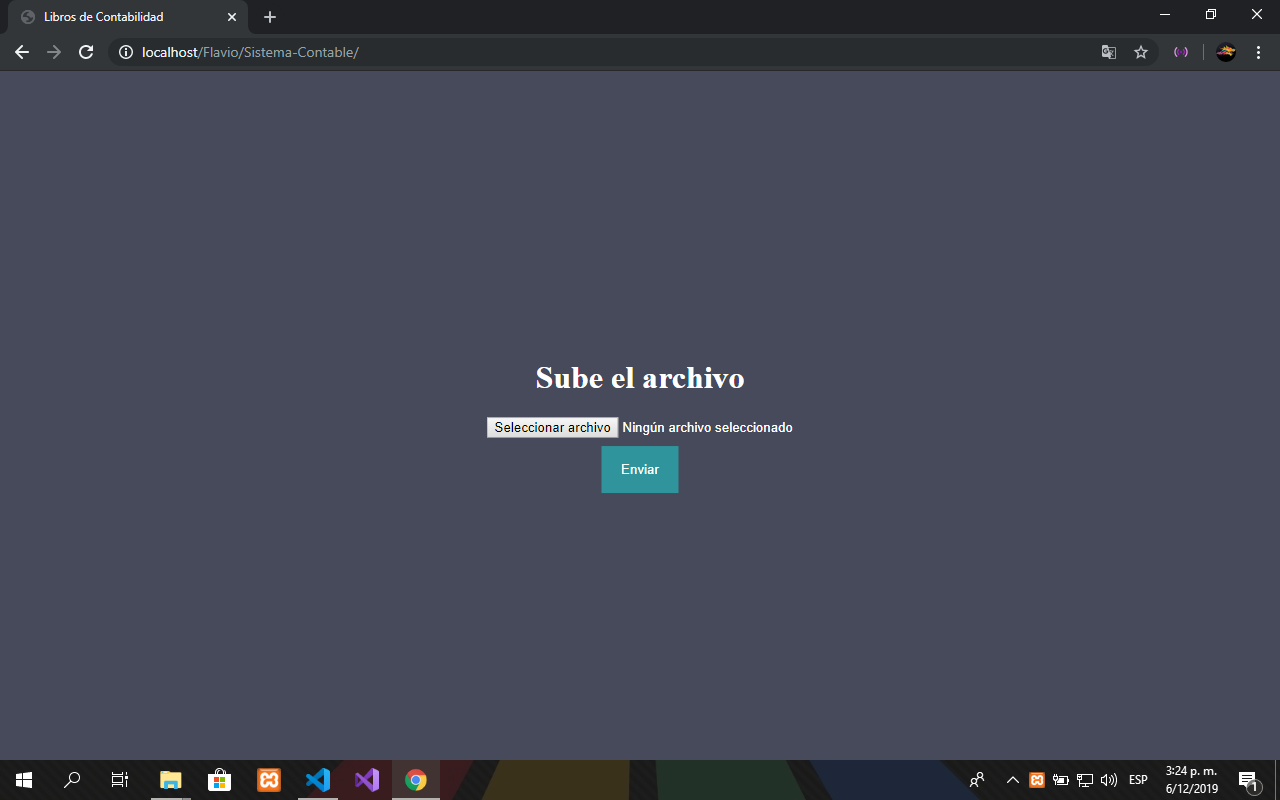 Libros de Contabilidad
localhost/Flavio/Sistema-Contable/
Sube el archivo
Seleccionar archivo Ningún archivo seleccionado
Enviar
ESP
3:24 p. m.
6/12/2019
1